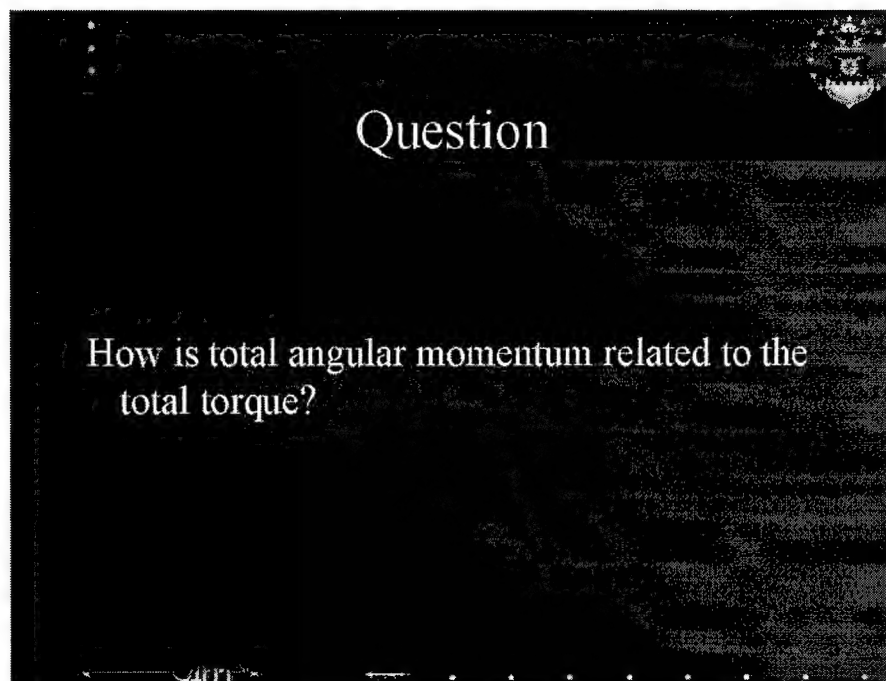 Question
How is total angular momentum related to the
total torque?